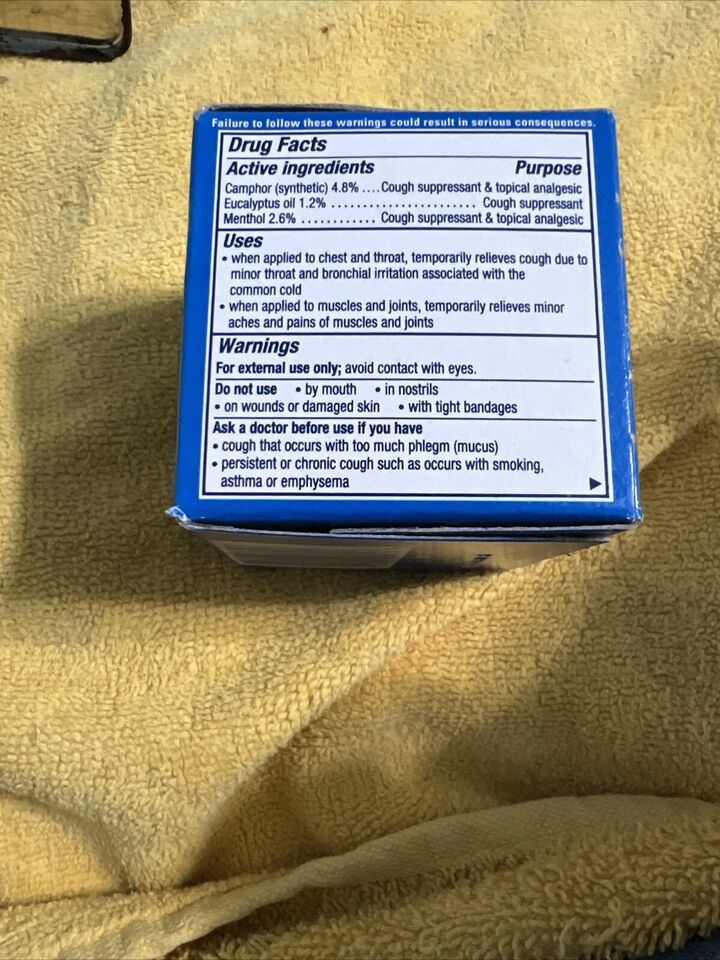 Failure to follow these warnings could result in serious consequences.
Drug Facts
Active ingredients Purpose
Camphor (synthetic) 4.8% ....Cough suppressant & topical analgesic
Eucalyptus oil 1.2% ........................ Cough suppressant
Menthol 2.6% ............ Cough suppressant & topical analgesic
Uses
• when applied to chest and throat, temporarily relieves cough due to
minor throat and bronchial irritation associated with the
common cold
• when applied to muscles and joints, temporarily relieves minor
aches and pains of muscles and joints
Warnings
For external use only; avoid contact with eyes.
Do not use • by mouth • in nostrils
• on wounds or damaged skin • with tight bandages
Ask a doctor before use if you have
• cough that occurs with too much phlegm (mucus)
• persistent or chronic cough such as occurs with smoking,
asthma or emphysema